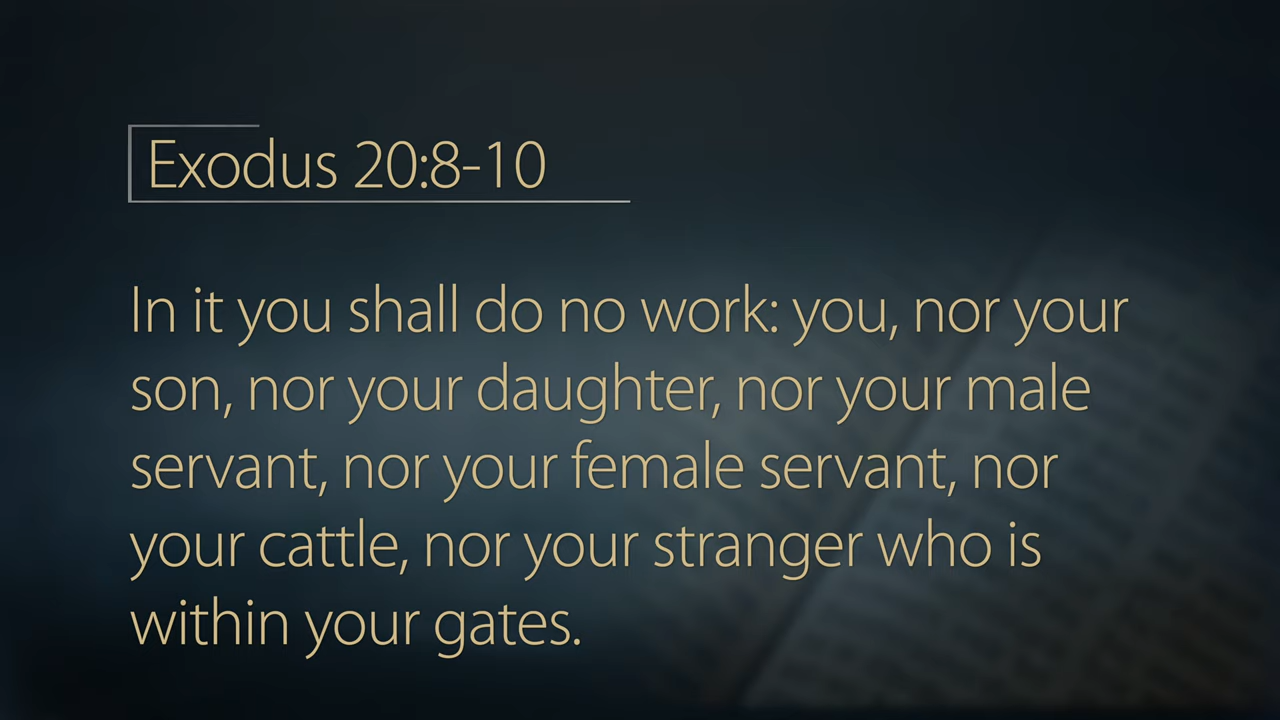 Exodus 20:8-10
In it you shall do no work: you, nor your
son, nor your daughter, nor your male
servant, nor your female servant, nor
your cattle, nor your stranger who is
within your gates.